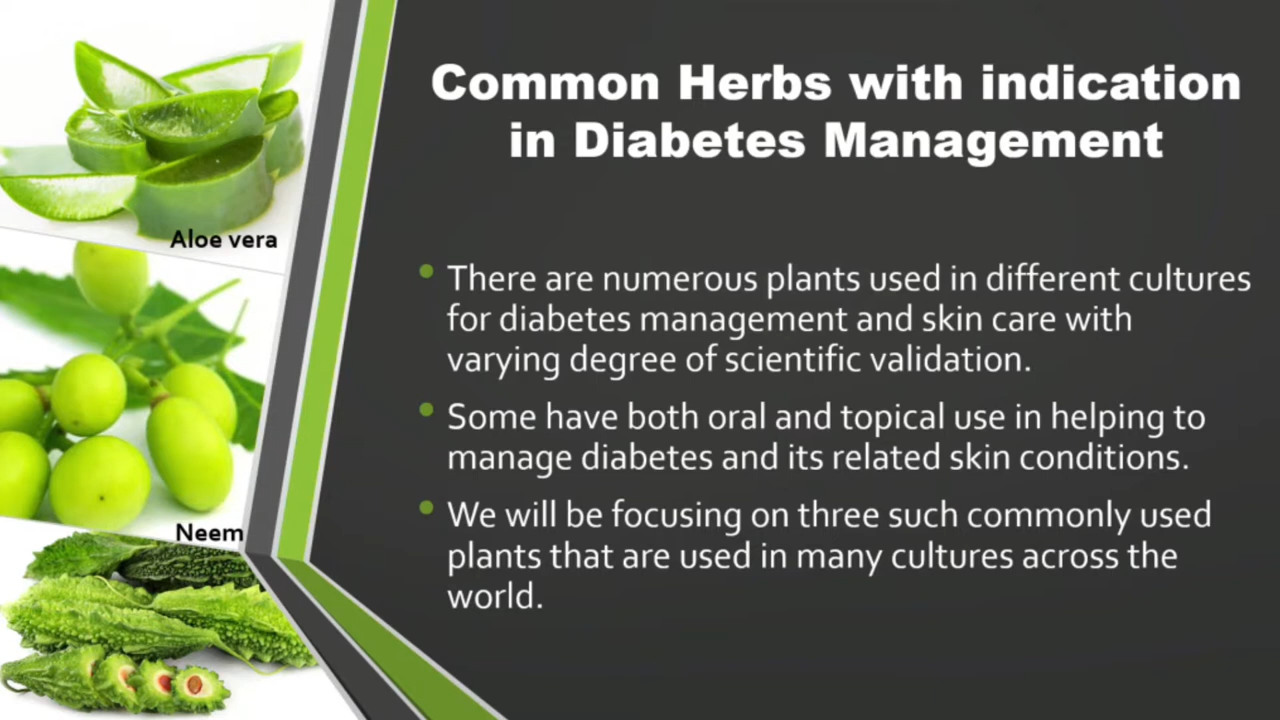 Common Herbs with indication
in Diabetes Management
Aloe vera
Neem
• There are numerous plants used in different cultures
for diabetes management and skin care with
varying degree of scientific validation.
• Some have both oral and topical use in helping to
manage diabetes and its related skin conditions.
• We will be focusing on three such commonly used
plants that are used in many cultures across the
world.